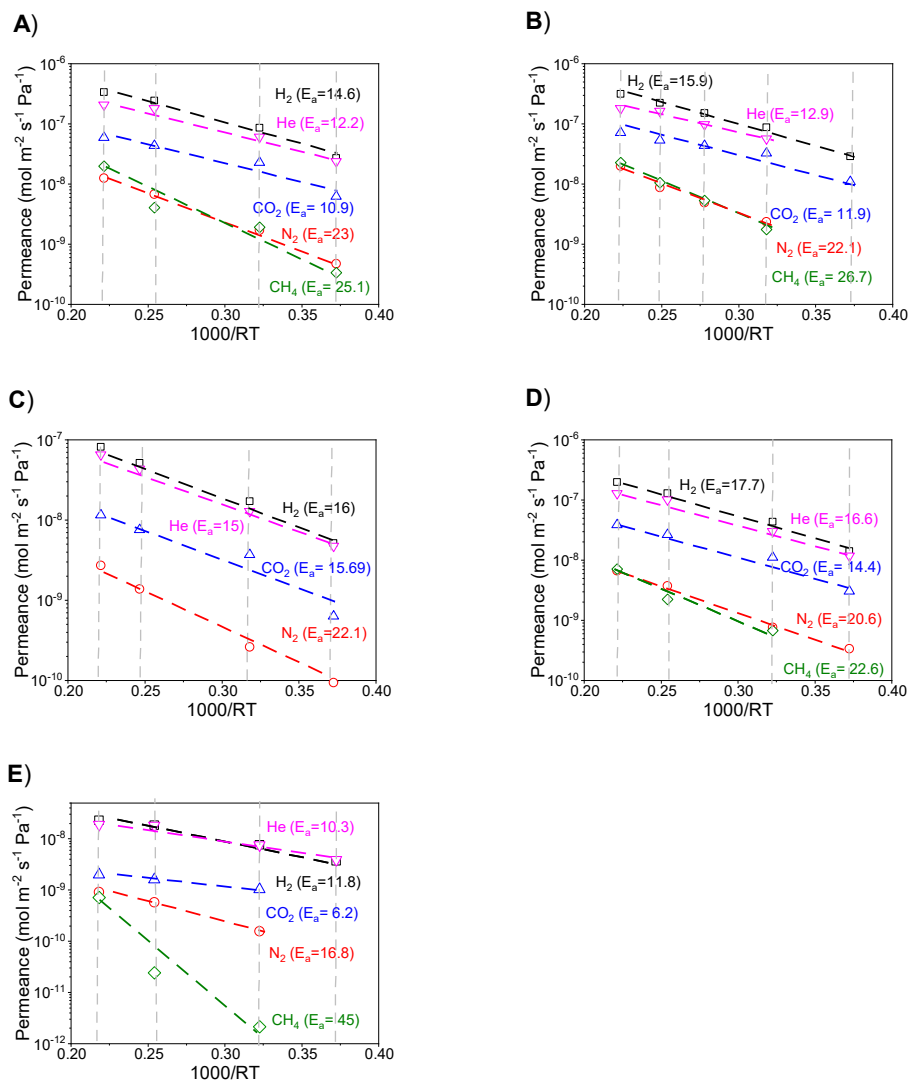 A)
Permeance (mol m⁻² s⁻¹ Pa⁻¹)
10⁻⁶
10⁻⁷
10⁻⁸
10⁻⁹
10⁻¹⁰
H₂ (Eₐ=14.6)
He (Eₐ=12.2)
CO₂ (Eₐ= 10.9)
N₂ (Eₐ=23)
CH₄ (Eₐ= 25.1)
0.20 0.25 0.30 0.35 0.40
1000/RT
B)
Permeance (mol m⁻² s⁻¹ Pa⁻¹)
10⁻⁶
10⁻⁷
10⁻⁸
10⁻⁹
10⁻¹⁰
H₂ (Eₐ=15.9)
He (Eₐ=12.9)
CO₂ (Eₐ= 11.9)
N₂ (Eₐ=22.1)
CH₄ (Eₐ= 26.7)
0.20 0.25 0.30 0.35 0.40
1000/RT
C)
Permeance (mol m⁻² s⁻¹ Pa⁻¹)
10⁻⁷
10⁻⁸
10⁻⁹
10⁻¹⁰
H₂ (Eₐ=16)
He (Eₐ=15)
CO₂ (Eₐ= 15.69)
N₂ (Eₐ=22.1)
0.20 0.25 0.30 0.35 0.40
1000/RT
D)
Permeance (mol m⁻² s⁻¹ Pa⁻¹)
10⁻⁶
10⁻⁷
10⁻⁸
10⁻⁹
10⁻¹⁰
H₂ (Eₐ=17.7)
He (Eₐ=16.6)
CO₂ (Eₐ= 14.4)
N₂ (Eₐ=20.6)
CH₄ (Eₐ= 22.6)
0.20 0.25 0.30 0.35 0.40
1000/RT
E)
Permeance (mol m⁻² s⁻¹ Pa⁻¹)
10⁻⁸
10⁻⁹
10⁻¹⁰
10⁻¹¹
10⁻¹²
He (Eₐ=10.3)
H₂ (Eₐ=11.8)
CO₂ (Eₐ= 6.2)
N₂ (Eₐ=16.8)
CH₄ (Eₐ= 45)
0.20 0.25 0.30 0.35 0.40
1000/RT